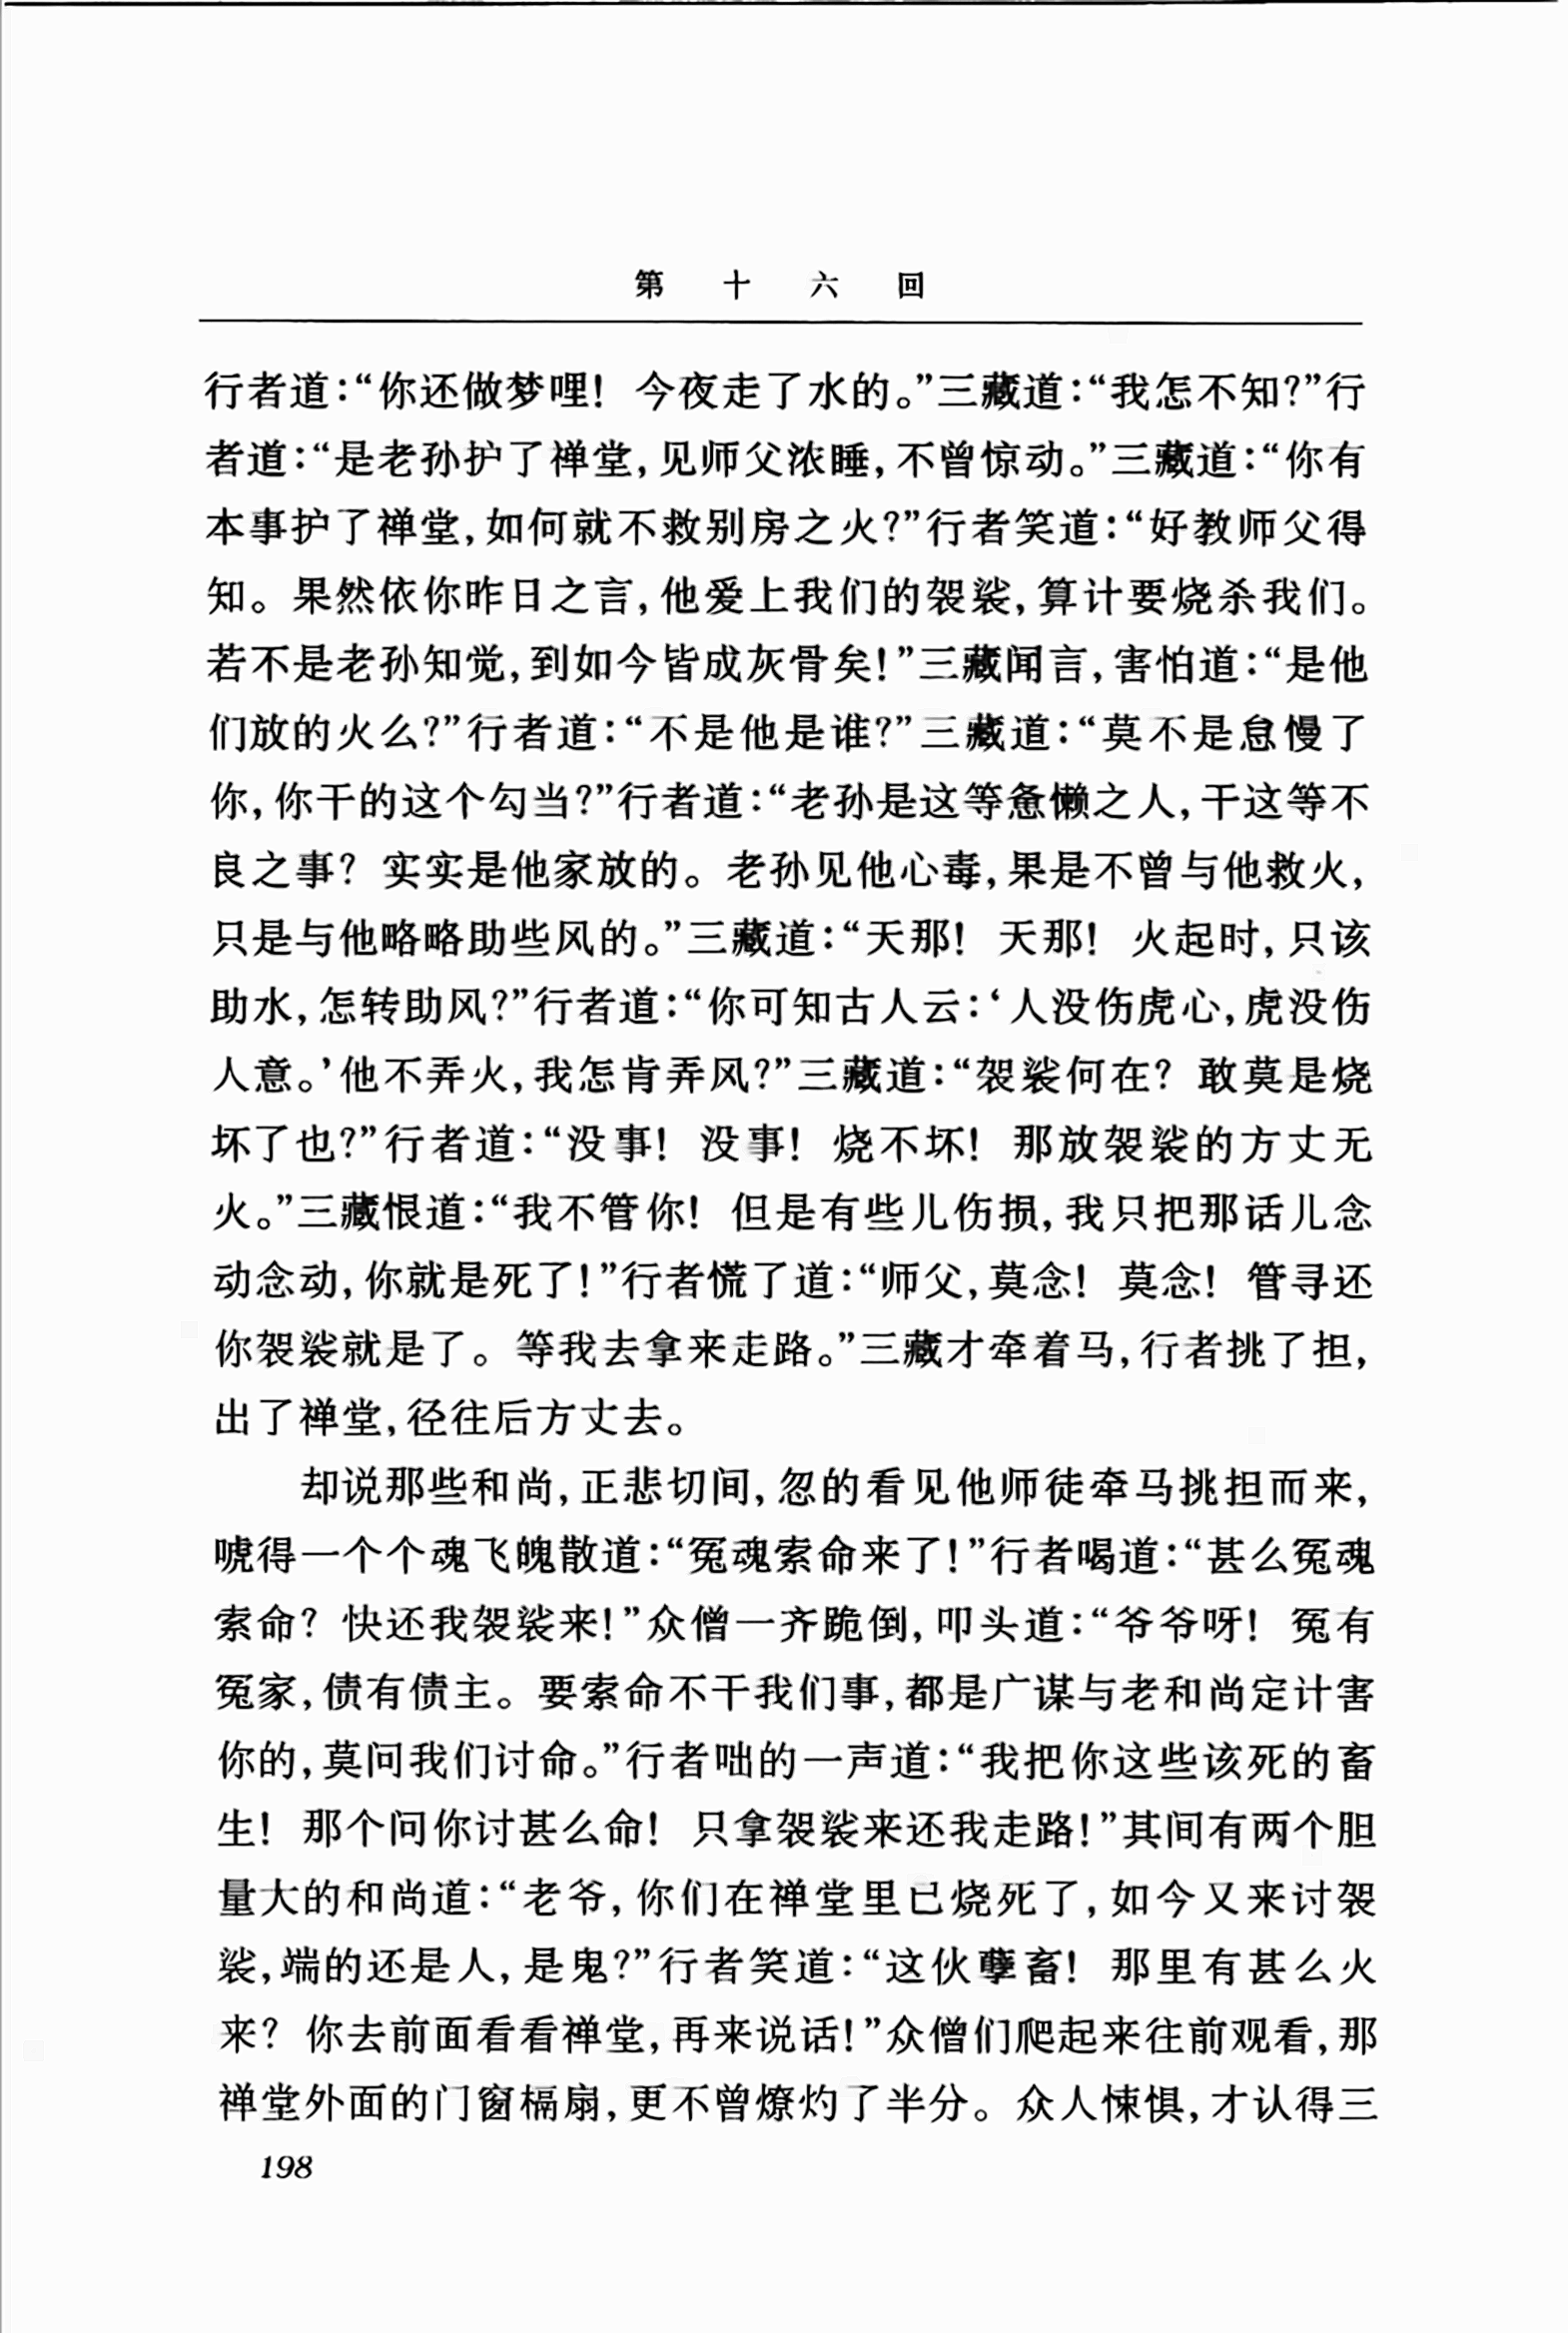 第十六回
行者道：“你还做梦哩！今夜走了水的。”三藏道：“我怎不知？”行
者道：“是老孙护了禅堂，见师父浓睡，不曾惊动。”三藏道：“你有
本事护了禅堂，如何就不救别房之火？”行者笑道：“好教师父得
知。果然依你昨日之言，他爱上我们的袈裟，算计要烧杀我们。
若不是老孙知觉，到如今皆成灰骨矣！”三藏闻言，害怕道：“是他
们放的火么？”行者道：“不是他是谁？”三藏道：“莫不是怠慢了
你，你干的这个勾当？”行者道：“老孙是这等惫懒之人，干这等不
良之事？实实是他家放的。老孙见他心毒，果是不曾与他救火，
只是与他略略助些风的。”三藏道：“天那！天那！火起时，只该
助水，怎转助风？”行者道：“你可知古人云：‘人没伤虎心，虎没伤
人意。’他不弄火，我怎肯弄风？”三藏道：“袈裟何在？敢莫是烧
坏了也？”行者道：“没事！没事！烧不坏！那放袈裟的方丈无
火。”三藏恨道：“我不管你！但是有些儿伤损，我只把那话儿念
动念动，你就是死了！”行者慌了道：“师父，莫念！莫念！管寻还
你袈裟就是了。等我去拿来走路。”三藏才牵着马，行者挑了担，
出了禅堂，径往后方丈去。
却说那些和尚，正悲切间，忽的看见他师徒牵马挑担而来，
唬得一个个魂飞魄散道：“冤魂索命来了！”行者喝道：“甚么冤魂
索命？快还我袈裟来！”众僧一齐跪倒，叩头道：“爷爷呀！冤有
冤家，债有债主。要索命不干我们事，都是广谋与老和尚定计害
你的，莫问我们讨命。”行者咄的一声道：“我把你这些该死的畜
生！那个问你讨甚么命！只拿袈裟来还我走路！”其间有两个胆
量大的和尚道：“老爷，你们在禅堂里已烧死了，如今又来讨袈
裟，端的还是人，是鬼？”行者笑道：“这伙孽畜！那里有甚么火
来？你去前面看看禅堂，再来说话！”众僧们爬起来往前观看，那
禅堂外面的门窗槅扇，更不曾燎灼了半分。众人悚惧，才认得三
198